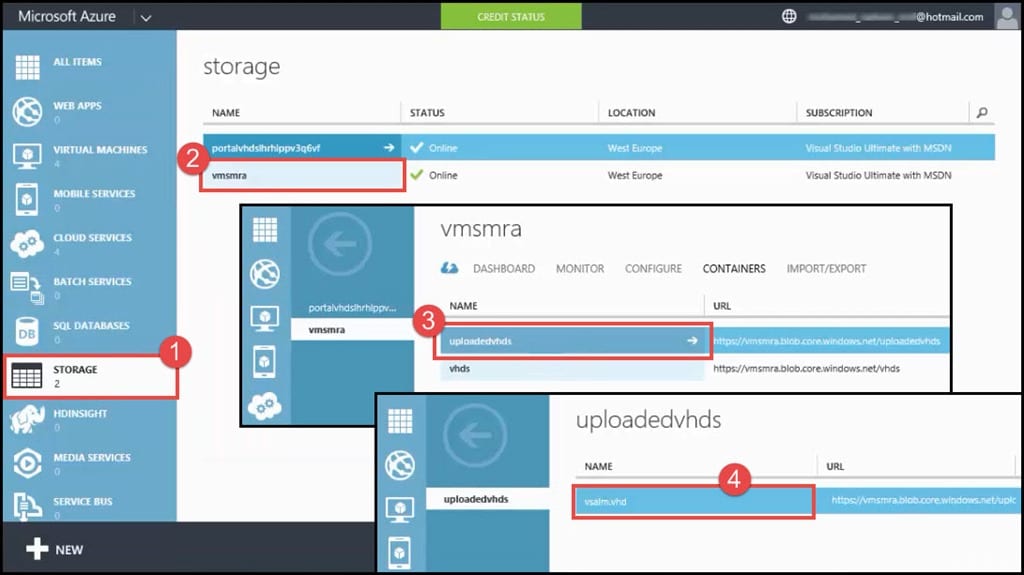 Microsoft Azure
CREDIT STATUS
@hotmail.com
ALL ITEMS
WEB APPS
0
VIRTUAL MACHINES
4
MOBILE SERVICES
0
CLOUD SERVICES
4
BATCH SERVICES
0
SQL DATABASES
0
STORAGE
2
1
HDINSIGHT
0
MEDIA SERVICES
0
SERVICE BUS
0
NEW
storage
NAME STATUS LOCATION SUBSCRIPTION
portalvhdslhrhlppv3q6vf Online West Europe Visual Studio Ultimate with MSDN
2
vmsmra Online West Europe Visual Studio Ultimate with MSDN
vmsmra
DASHBOARD MONITOR CONFIGURE CONTAINERS IMPORT/EXPORT
portalvhdslhrhlppv...
vmsmra
NAME URL
3
uploadedvhds https://vmsmra.blob.core.windows.net/uploadedvhds
vhds https://vmsmra.blob.core.windows.net/vhds
DB
uploadedvhds
uploadedvhds
NAME URL
4
vsalm.vhd https://vmsmra.blob.core.windows.net/uplc